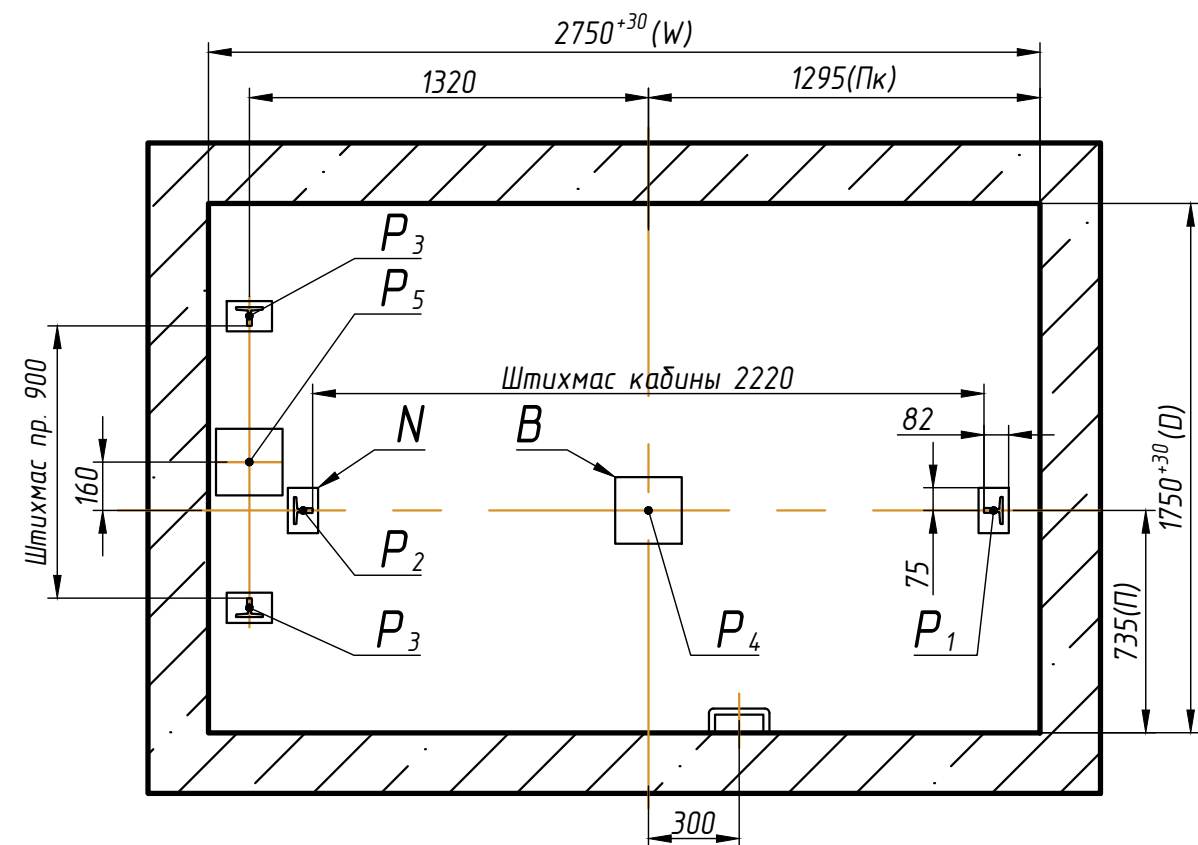 2750+30 (W)
1320
1295(Пк)
P3
P5
Штихмас пр. 900
Штихмас кабины 2220
N
B
82
160
1750+30 (D)
P2
75
P3
P4
P1
735(П)
300